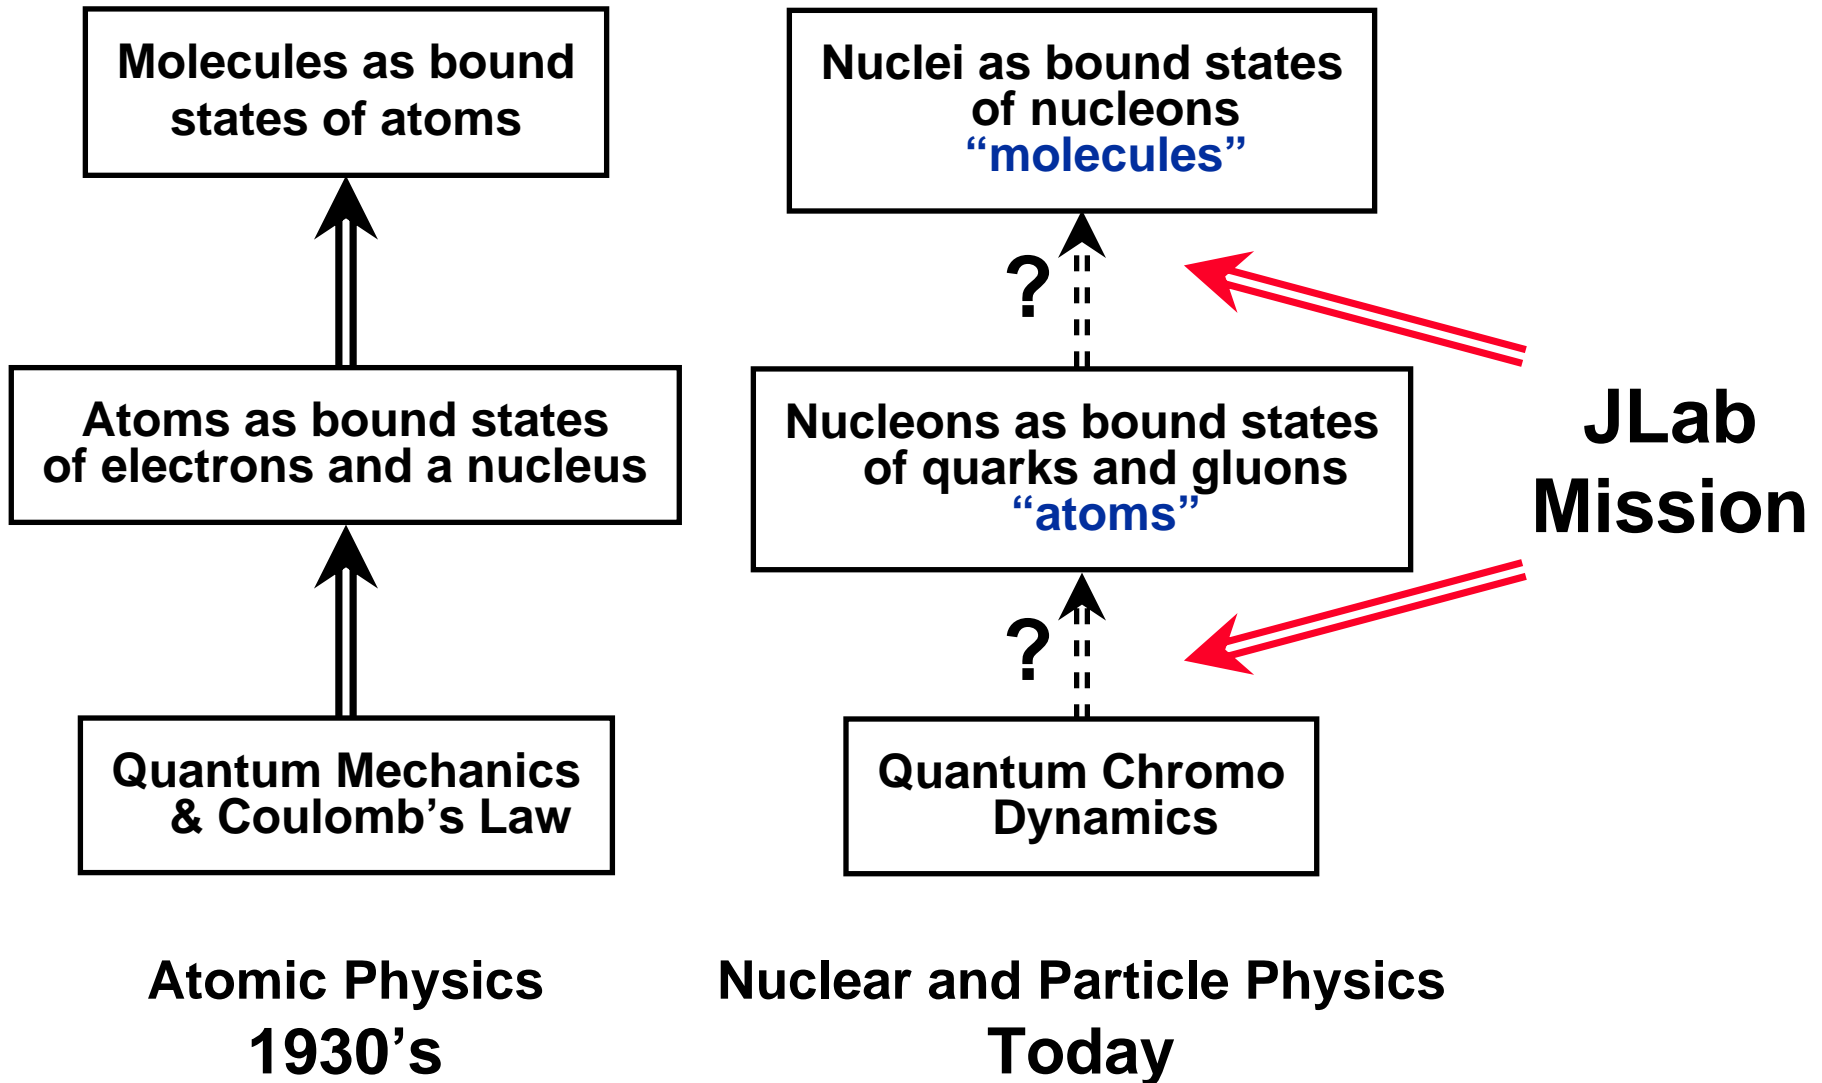 Molecules as bound
states of atoms
Atoms as bound states
of electrons and a nucleus
Quantum Mechanics
& Coulomb’s Law
Atomic Physics
1930’s
Nuclei as bound states
of nucleons
“molecules”
?
Nucleons as bound states
of quarks and gluons
“atoms”
?
Quantum Chromo
Dynamics
Nuclear and Particle Physics
Today
JLab
Mission